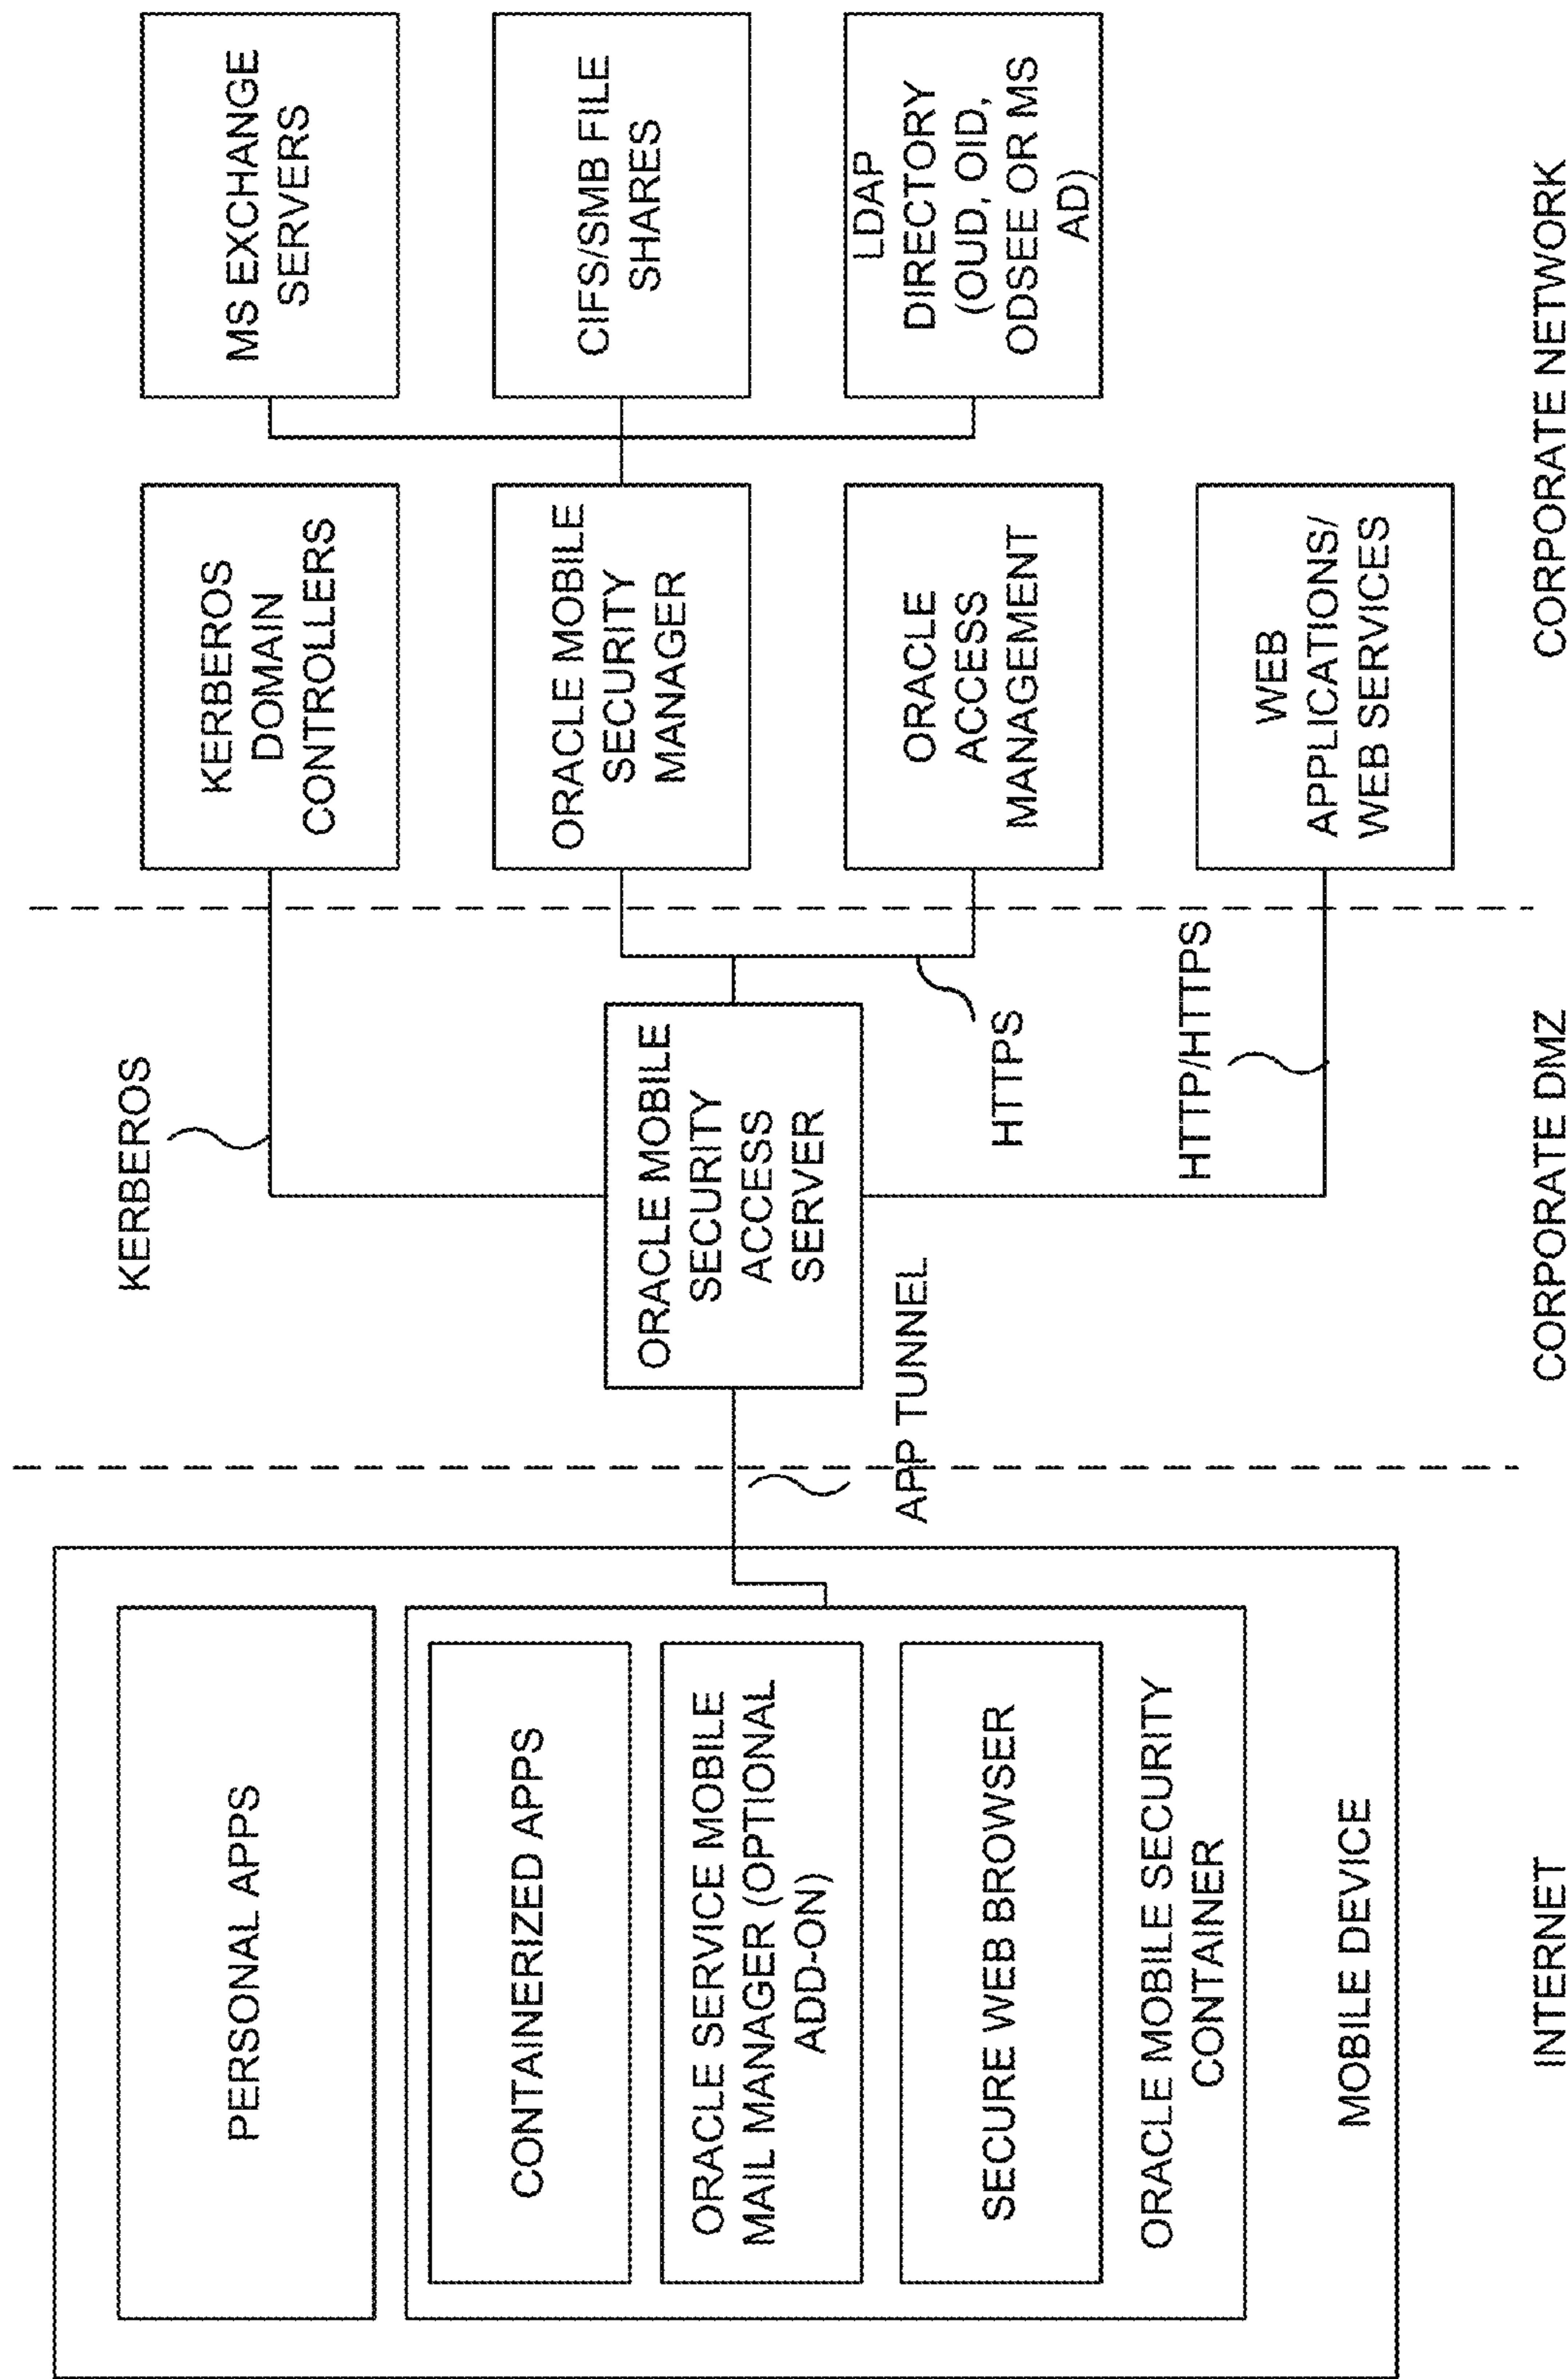 PERSONAL APPS
CONTAINERIZED APPS
ORACLE SERVICE MOBILE
MAIL MANAGER (OPTIONAL
ADD-ON)
SECURE WEB BROWSER
ORACLE MOBILE SECURITY
CONTAINER
MOBILE DEVICE
INTERNET
APP TUNNEL
KERBEROS
ORACLE MOBILE
SECURITY
ACCESS
SERVER
HTTPS
HTTP/HTTPS
CORPORATE DMZ
KERBEROS
DOMAIN
CONTROLLERS
ORACLE MOBILE
SECURITY
MANAGER
ORACLE
ACCESS
MANAGEMENT
WEB
APPLICATIONS/
WEB SERVICES
MS EXCHANGE
SERVERS
CIFS/SMB FILE
SHARES
LDAP
DIRECTORY
(OUD, OID,
ODSEE OR MS
AD)
CORPORATE NETWORK